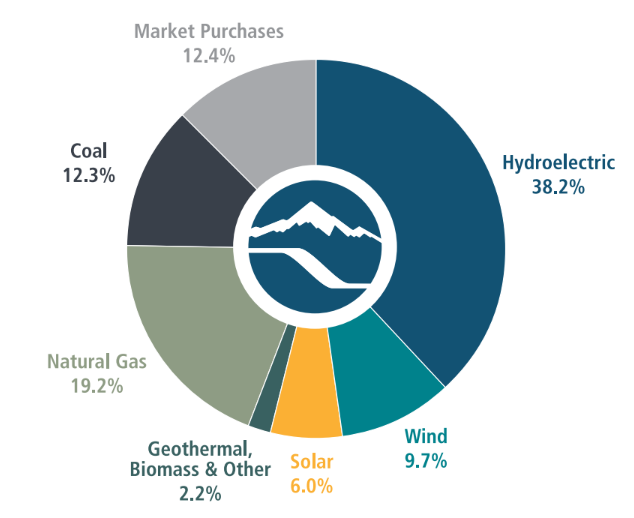 Market Purchases
12.4%
Coal
12.3%
Hydroelectric
38.2%
Natural Gas
19.2%
Geothermal,
Biomass & Other
2.2%
Solar
6.0%
Wind
9.7%